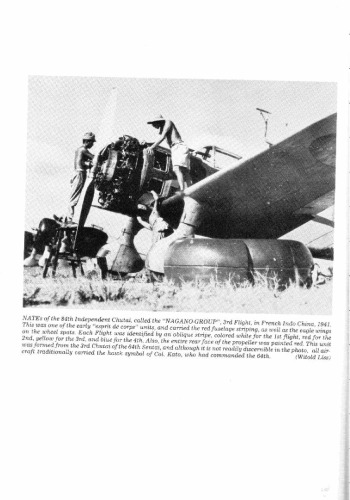 NATEs of the 84th Independent Chutai, called the "NAGANO GROUP", 3rd Flight, in French Indo China, 1941.
This was one of the early "esprit de corps" units, and carried the red fuselage striping, as well as the eagle wings
on the wheel spats. Each Flight was identified by an oblique stripe, colored white for the 1st flight, red for the
2nd, yellow for the 3rd, and blue for the 4th. Also, the entire rear face of the propeller was painted red. This unit
was formed from the 3rd Chutai of the 64th Sentai, and although it is not readily discernible in the photo, all air-
craft traditionally carried the hawk symbol of Col. Kato, who had commanded the 64th. (Witold Liss)